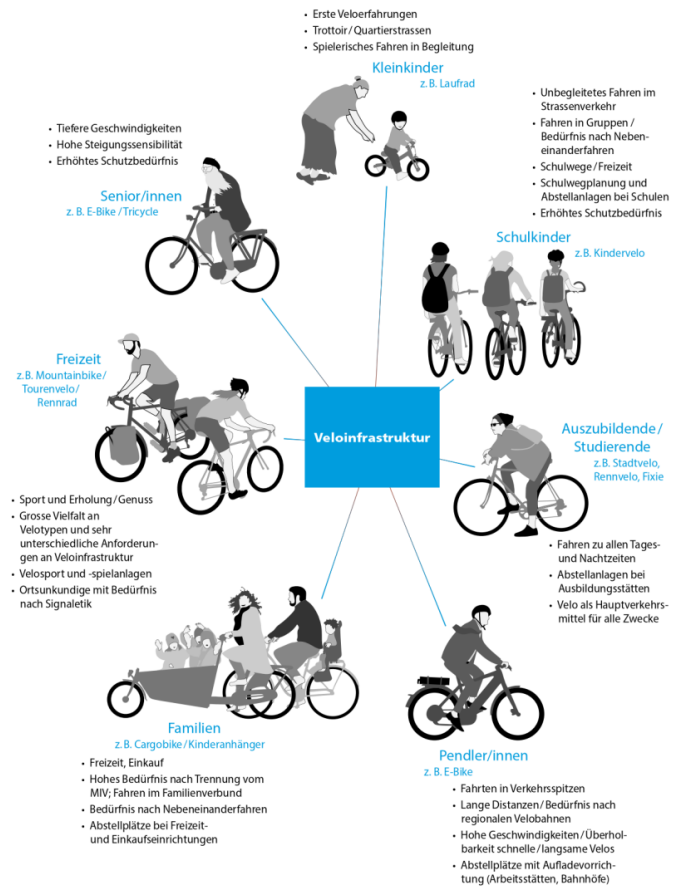 • Erste Veloerfahrungen
• Trottoir / Quartierstrassen
• Spielerisches Fahren in Begleitung
Kleinkinder
z. B. Laufrad
• Unbegleitetes Fahren im
Strassenverkehr
• Fahren in Gruppen /
Bedürfnis nach Neben-
einanderfahren
• Schulwege / Freizeit
• Schulwegplanung und
Abstellanlagen bei Schulen
• Erhöhtes Schutzbedürfnis
Schulkinder
z. B. Kindervelo
• Tiefere Geschwindigkeiten
• Hohe Steigungssensibilität
• Erhöhtes Schutzbedürfnis
Senior/innen
z. B. E-Bike / Tricycle
Freizeit
z. B. Mountainbike /
Tourenvelo /
Rennrad
• Sport und Erholung / Genuss
• Grosse Vielfalt an
Velotypen und sehr
unterschiedliche Anforderun-
gen an Veloinfrastruktur
• Velosport und -spielanlagen
• Ortsunkundige mit Bedürfnis
nach Signaletik
Veloinfrastruktur
Auszubildende /
Studierende
z. B. Stadtvelo,
Rennvelo, Fixie
• Fahren zu allen Tages-
und Nachtzeiten
• Abstellanlagen bei
Ausbildungsstätten
• Velo als Hauptverkehrs-
mittel für alle Zwecke
Familien
z. B. Cargobike / Kinderanhänger
• Freizeit, Einkauf
• Hohes Bedürfnis nach Trennung vom
MIV; Fahren im Familienverbund
• Bedürfnis nach Nebeneinanderfahren
• Abstellplätze bei Freizeit-
und Einkaufseinrichtungen
Pendler/innen
z. B. E-Bike
• Fahrten in Verkehrsspitzen
• Lange Distanzen / Bedürfnis nach
regionalen Velobahnen
• Hohe Geschwindigkeiten / Überhol-
barkeit schnelle / langsame Velos
• Abstellplätze mit Aufladevorrich-
tung (Arbeitsstätten, Bahnhöfe)